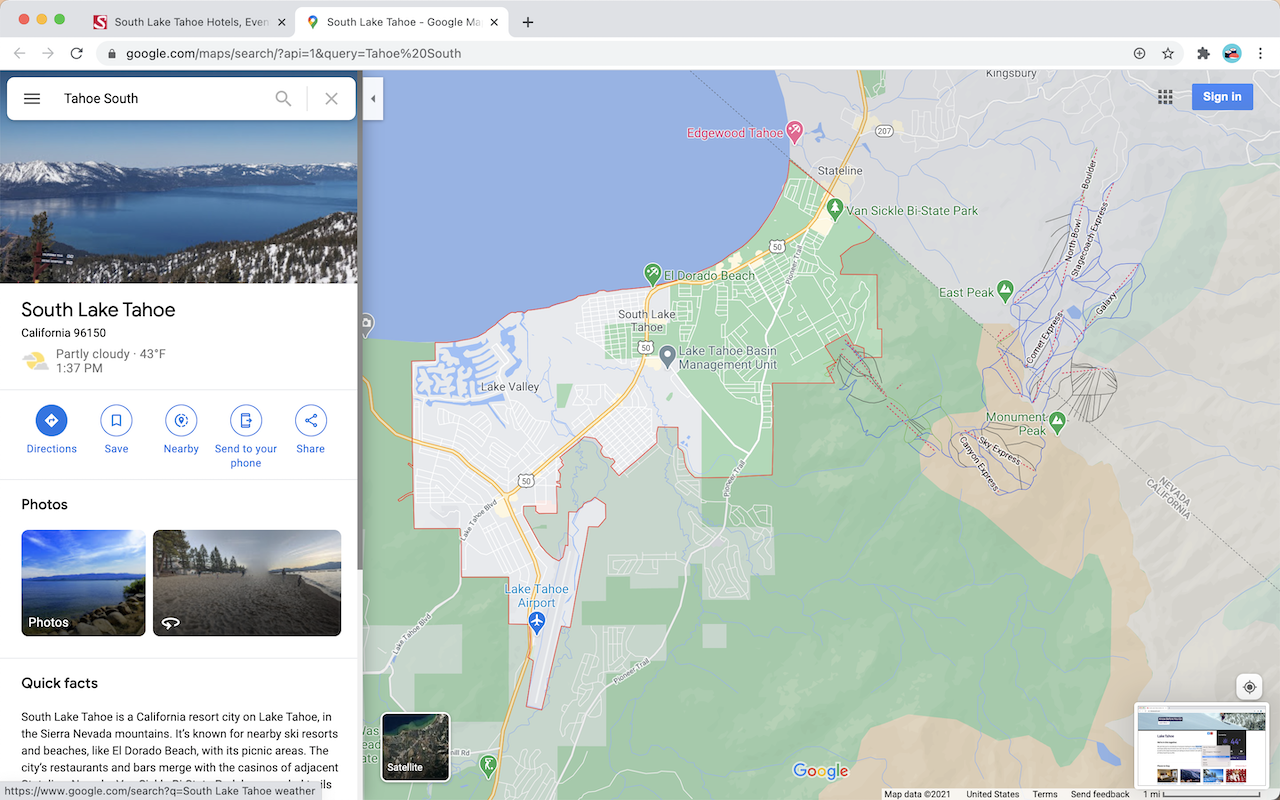 South Lake Tahoe Hotels, Even
South Lake Tahoe - Google Ma
google.com/maps/search/?api=1&query=Tahoe%20South
Tahoe South
Sign in
South Lake Tahoe
California 96150
Partly cloudy · 43°F
1:37 PM
Directions
Save
Nearby
Send to your
phone
Share
Photos
Photos
Quick facts
South Lake Tahoe is a California resort city on Lake Tahoe, in
the Sierra Nevada mountains. It's known for nearby ski resorts
and beaches, like El Dorado Beach, with its picnic areas. The
city's restaurants and bars merge with the casinos of adjacent
https://www.google.com/search?q=South Lake Tahoe weather
Kingsbury
207
Edgewood Tahoe
Stateline
Van Sickle Bi-State Park
50
Pioneer Trail
El Dorado Beach
South Lake
Tahoe
50
Lake Tahoe Basin
Management Unit
Lake Valley
50
Lake Tahoe Blvd
Pioneer Trail
Lake Tahoe
Airport
Lake Tahoe Blvd
Pioneer Trail
Boulder
North Bowl
Stagecoach Express
East Peak
Galaxy
Comet Express
Monument
Peak
Sky Express
Canyon Express
NEVADA
CALIFORNIA
Satellite
Google
Map data ©2021
United States
Terms
Send feedback
1 mi